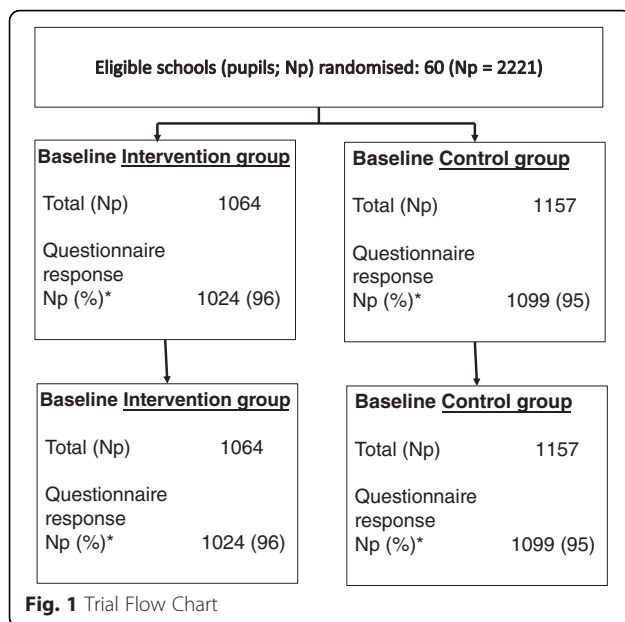 Eligible schools (pupils; Np) randomised: 60 (Np = 2221)
Baseline Intervention group
Total (Np) 1064
Questionnaire
response
Np (%)* 1024 (96)
Baseline Control group
Total (Np) 1157
Questionnaire
response
Np (%)* 1099 (95)
Baseline Intervention group
Total (Np) 1064
Questionnaire
response
Np (%)* 1024 (96)
Baseline Control group
Total (Np) 1157
Questionnaire
response
Np (%)* 1099 (95)
Fig. 1 Trial Flow Chart